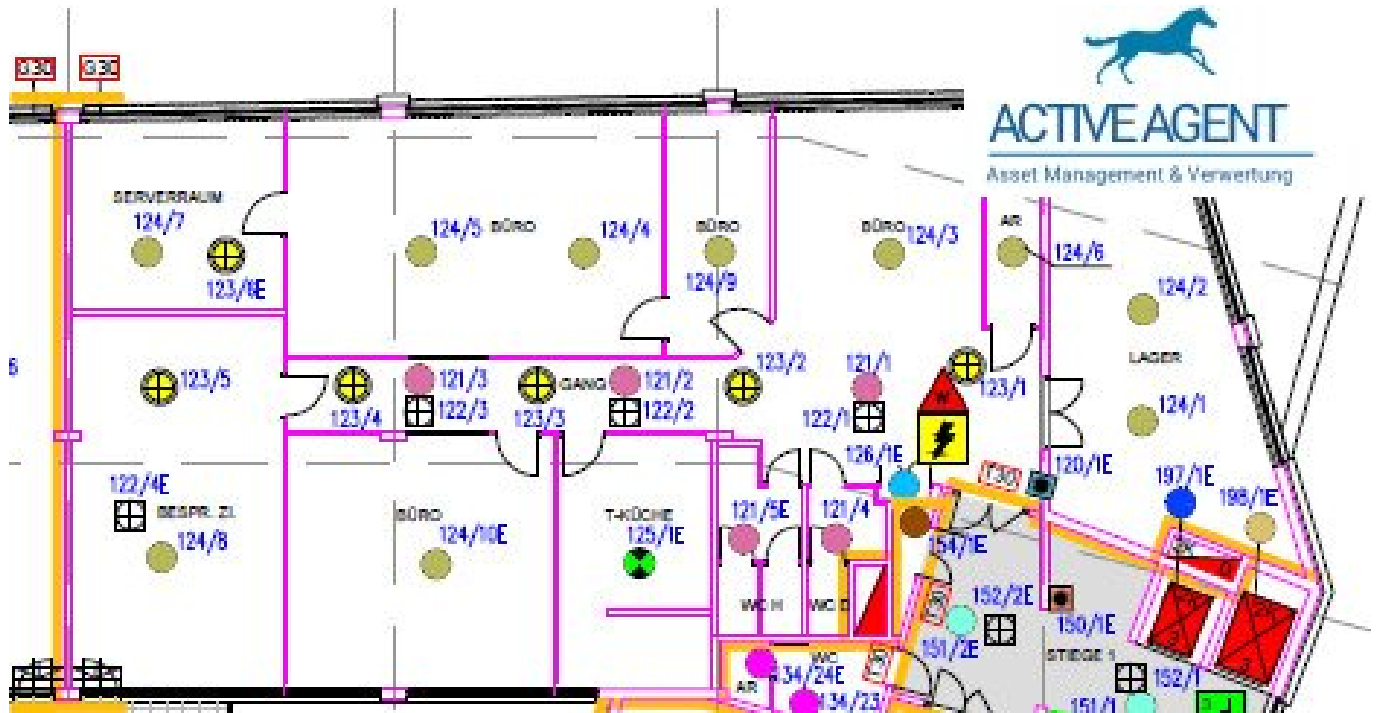 ACTIVE AGENT
Asset Management & Verwertung
SERVERRAUM
124/7
123/6E
124/5
BÜRO
124/4
BÜRO
124/9
BÜRO
124/3
AR
124/6
124/2
LAGER
124/1
123/5
123/4
121/3
122/3
123/3
GANG
121/2
122/2
123/2
121/1
122/1
123/1
126/1E
T30
120/1E
197/1E
198/1E
122/4E
BESPR. ZI.
124/8
BÜRO
124/10E
T-KÜCHE
125/1E
121/5E
121/4
154/1E
WC H
WC D
152/2E
151/2E
150/1E
STIEGE 1
152/1
151/1
WC
AR
134/24E
134/23